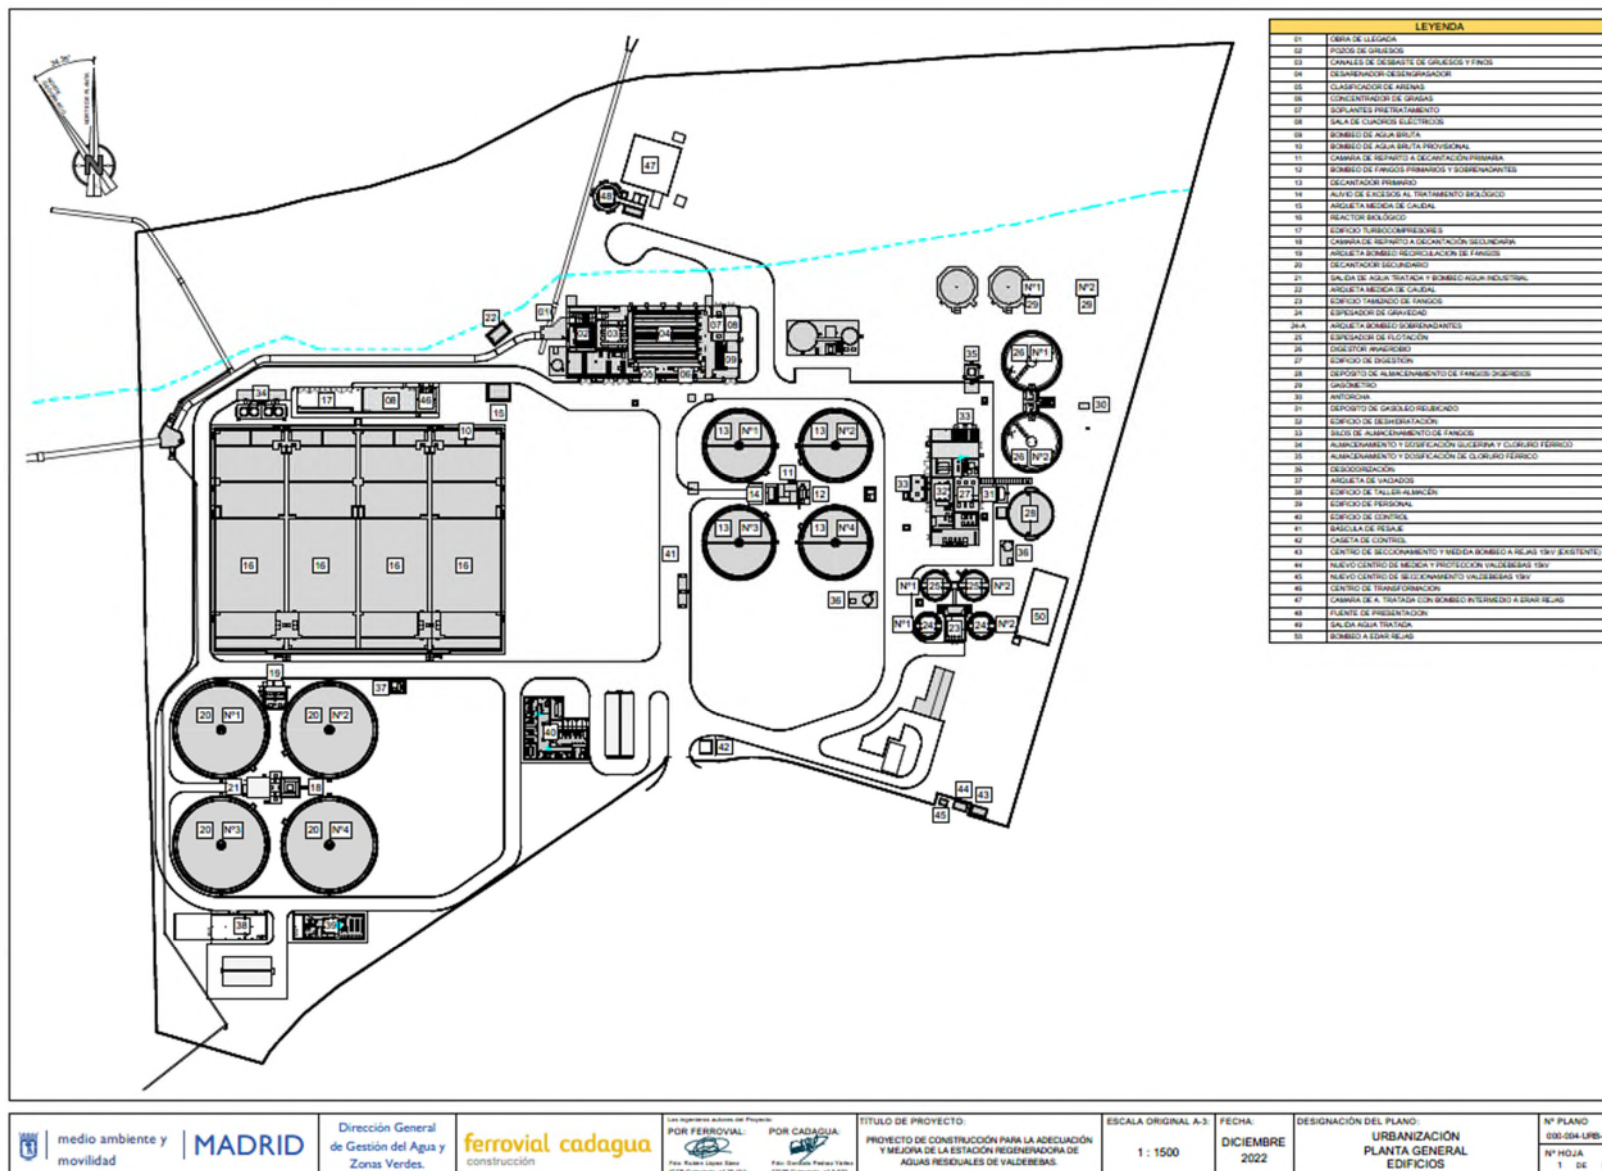 LEYENDA
01 OBRA DE LLEGADA
02 POZOS DE GRUESOS
03 CANALES DE DESBASTE DE GRUESOS Y FINOS
04 DESARENADOR-DESENGRASADOR
05 CLASIFICADOR DE ARENAS
06 CONCENTRADOR DE GRASAS
07 SOPLANTES PRETRATAMIENTO
08 SALA DE CUADROS ELÉCTRICOS
09 BOMBEO DE AGUA BRUTA
10 BOMBEO DE AGUA BRUTA PROVISIONAL
11 CAMARA DE REPARTO A DECANTACIÓN PRIMARIA
12 BOMBEO DE FANGOS PRIMARIOS Y SOBRENADANTES
13 DECANTADOR PRIMARIO
14 ALIVIO DE EXCESOS AL TRATAMIENTO BIOLÓGICO
15 ARQUETA MEDIDA DE CAUDAL
16 REACTOR BIOLÓGICO
17 EDIFICIO TURBOCOMPRESORES
18 CAMARA DE REPARTO A DECANTACIÓN SECUNDARIA
19 ARQUETA BOMBEO RECIRCULACION DE FANGOS
20 DECANTADOR SECUNDARIO
21 SALIDA DE AGUA TRATADA Y BOMBEO AGUA INDUSTRIAL
22 ARQUETA MEDIDA DE CAUDAL
23 EDIFICIO TAMIZADO DE FANGOS
24 ESPESADOR DE GRAVEDAD
24-A ARQUETA BOMBEO SOBRENADANTES
25 ESPESADOR DE FLOTACIÓN
26 DIGESTOR ANAEROBIO
27 EDIFICIO DE DIGESTIÓN
28 DEPÓSITO DE ALMACENAMIENTO DE FANGOS DIGERIDOS
29 GASÓMETRO
30 ANTORCHA
31 DEPOSITO DE GASOLEO REUBICADO
32 EDIFICIO DE DESHIDRATACIÓN
33 SILOS DE ALMACENAMIENTO DE FANGOS
34 ALMACENAMIENTO Y DOSIFICACIÓN GLICERINA Y CLORURO FÉRRICO
35 ALMACENAMIENTO Y DOSIFICACIÓN DE CLORURO FÉRRICO
36 DESODORIZACIÓN
37 ARQUETA DE VACIADOS
38 EDIFICIO DE TALLER-ALMACÉN
39 EDIFICIO DE PERSONAL
40 EDIFICIO DE CONTROL
41 BÁSCULA DE PESAJE
42 CASETA DE CONTROL
43 CENTRO DE SECCIONAMIENTO Y MEDIDA BOMBEO A REJAS 15kV (EXISTENTE)
44 NUEVO CENTRO DE MEDIDA Y PROTECCIÓN VALDEBEBAS 15kV
45 NUEVO CENTRO DE SECCIONAMIENTO VALDEBEBAS 15kV
46 CENTRO DE TRANSFORMACIÓN
47 CAMARA DE A. TRATADA CON BOMBEO INTERMEDIO A ERAR REJAS
48 FUENTE DE PRESENTACIÓN
49 SALIDA AGUA TRATADA
50 BOMBEO A EDAR REJAS
N
47
48
22 01 02 03 04 07 08
09
05 06
Nº1 Nº2
29 29
35
26 Nº1
30
26 Nº2
34 17 08 46 15
10
13 Nº1 13 Nº2
11
14 12
13 Nº3 13 Nº4
33
33 32 27 31
28
36
16 16 16 16
41
36
Nº1 25 25 Nº2
Nº1 24 23 24 Nº2
50
19
37
20 Nº1 20 Nº2
40
42
21 18
20 Nº3 20 Nº4
44 43
45
38 39
medio ambiente y
movilidad
MADRID
Dirección General
de Gestión del Agua y
Zonas Verdes.
ferrovial cadagua
construcción
Los ingenieros autores del Proyecto:
POR FERROVIAL: POR CADAGUA:
TÍTULO DE PROYECTO:
PROYECTO DE CONSTRUCCIÓN PARA LA ADECUACIÓN
Y MEJORA DE LA ESTACIÓN REGENERADORA DE
AGUAS RESIDUALES DE VALDEBEBAS.
ESCALA ORIGINAL A-3:
1 : 1500
FECHA:
DICIEMBRE
2022
DESIGNACIÓN DEL PLANO:
URBANIZACIÓN
PLANTA GENERAL
EDIFICIOS
Nº PLANO
000-004-URB-
Nº HOJA
1 DE